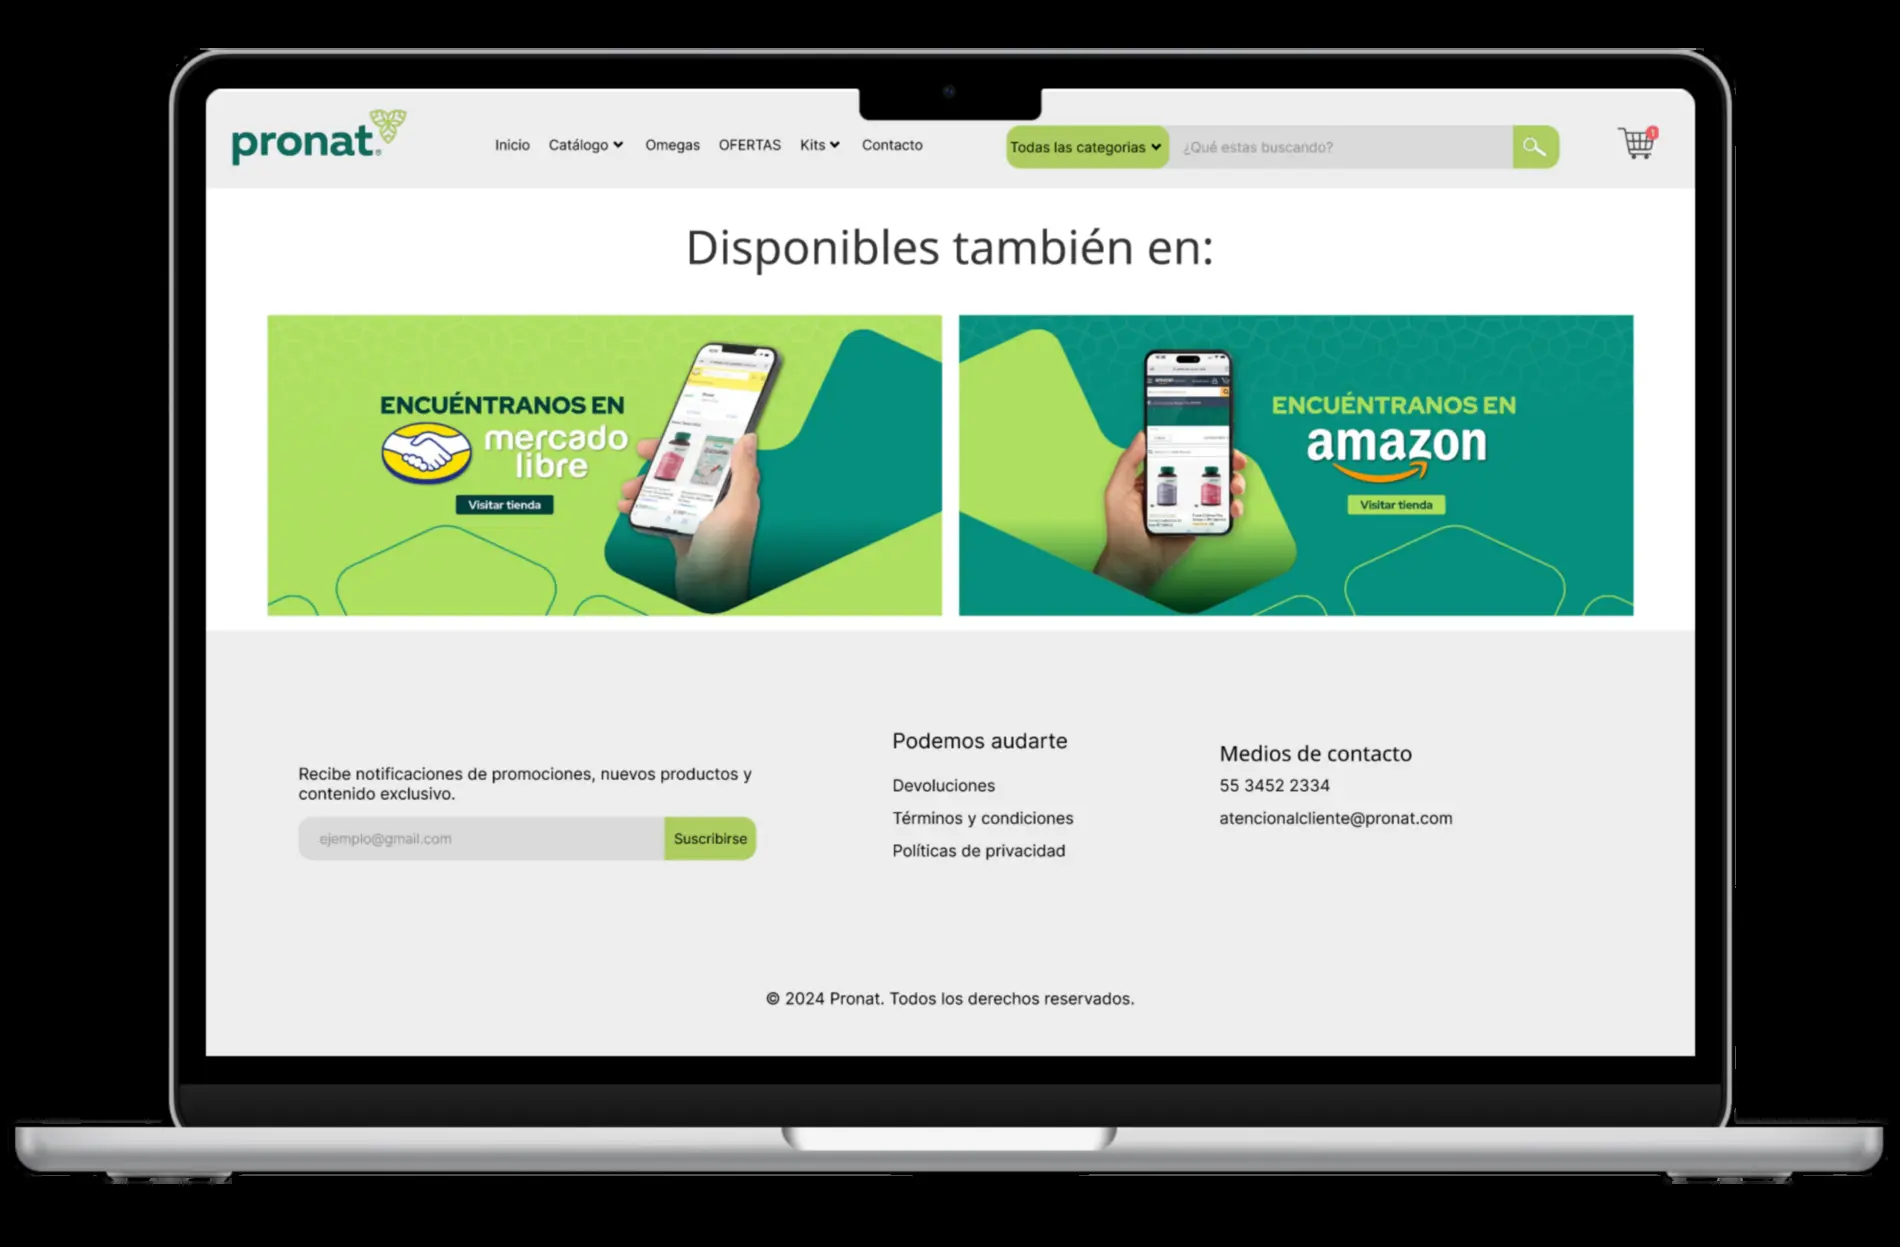 pronat®
Inicio Catálogo Omegas OFERTAS Kits Contacto
Todas las categorias ¿Qué estas buscando?
1
Disponibles también en:
ENCUÉNTRANOS EN
mercado
libre
Visitar tienda
ENCUÉNTRANOS EN
amazon
Visitar tienda
Recibe notificaciones de promociones, nuevos productos y
contenido exclusivo.
ejemplo@gmail.com Suscribirse
Podemos audarte
Devoluciones
Términos y condiciones
Políticas de privacidad
Medios de contacto
55 3452 2334
atencionalcliente@pronat.com
© 2024 Pronat. Todos los derechos reservados.